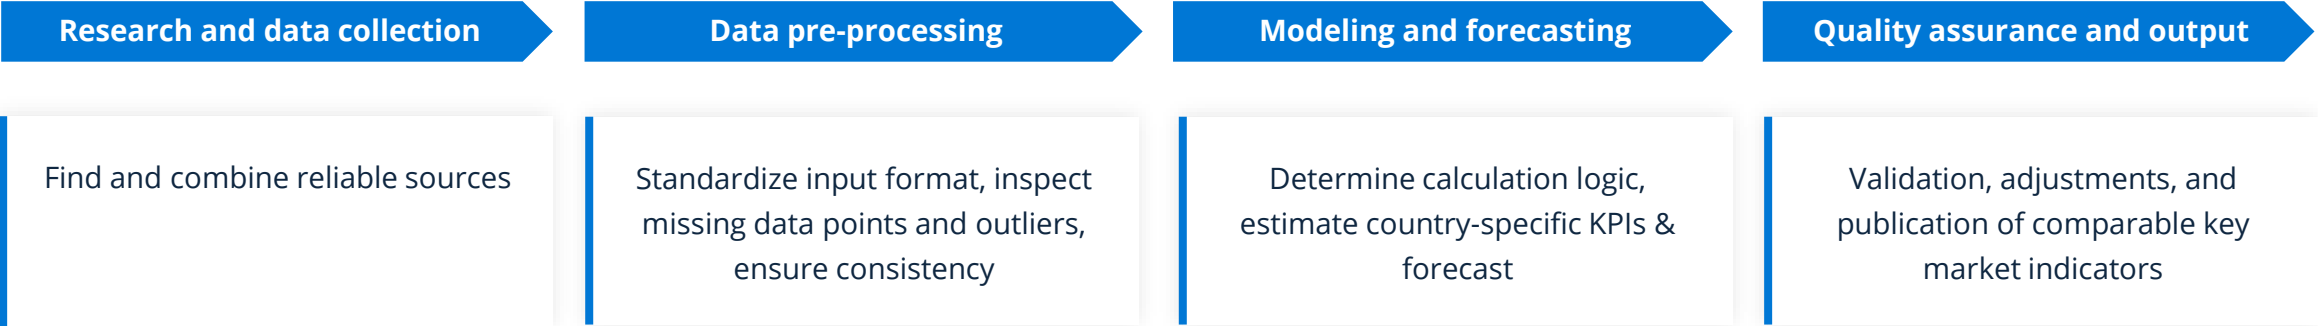 Research and data collection
Data pre-processing
Modeling and forecasting
Quality assurance and output
Find and combine reliable sources
Standardize input format, inspect
missing data points and outliers,
ensure consistency
Determine calculation logic,
estimate country-specific KPIs &
forecast
Validation, adjustments, and
publication of comparable key
market indicators